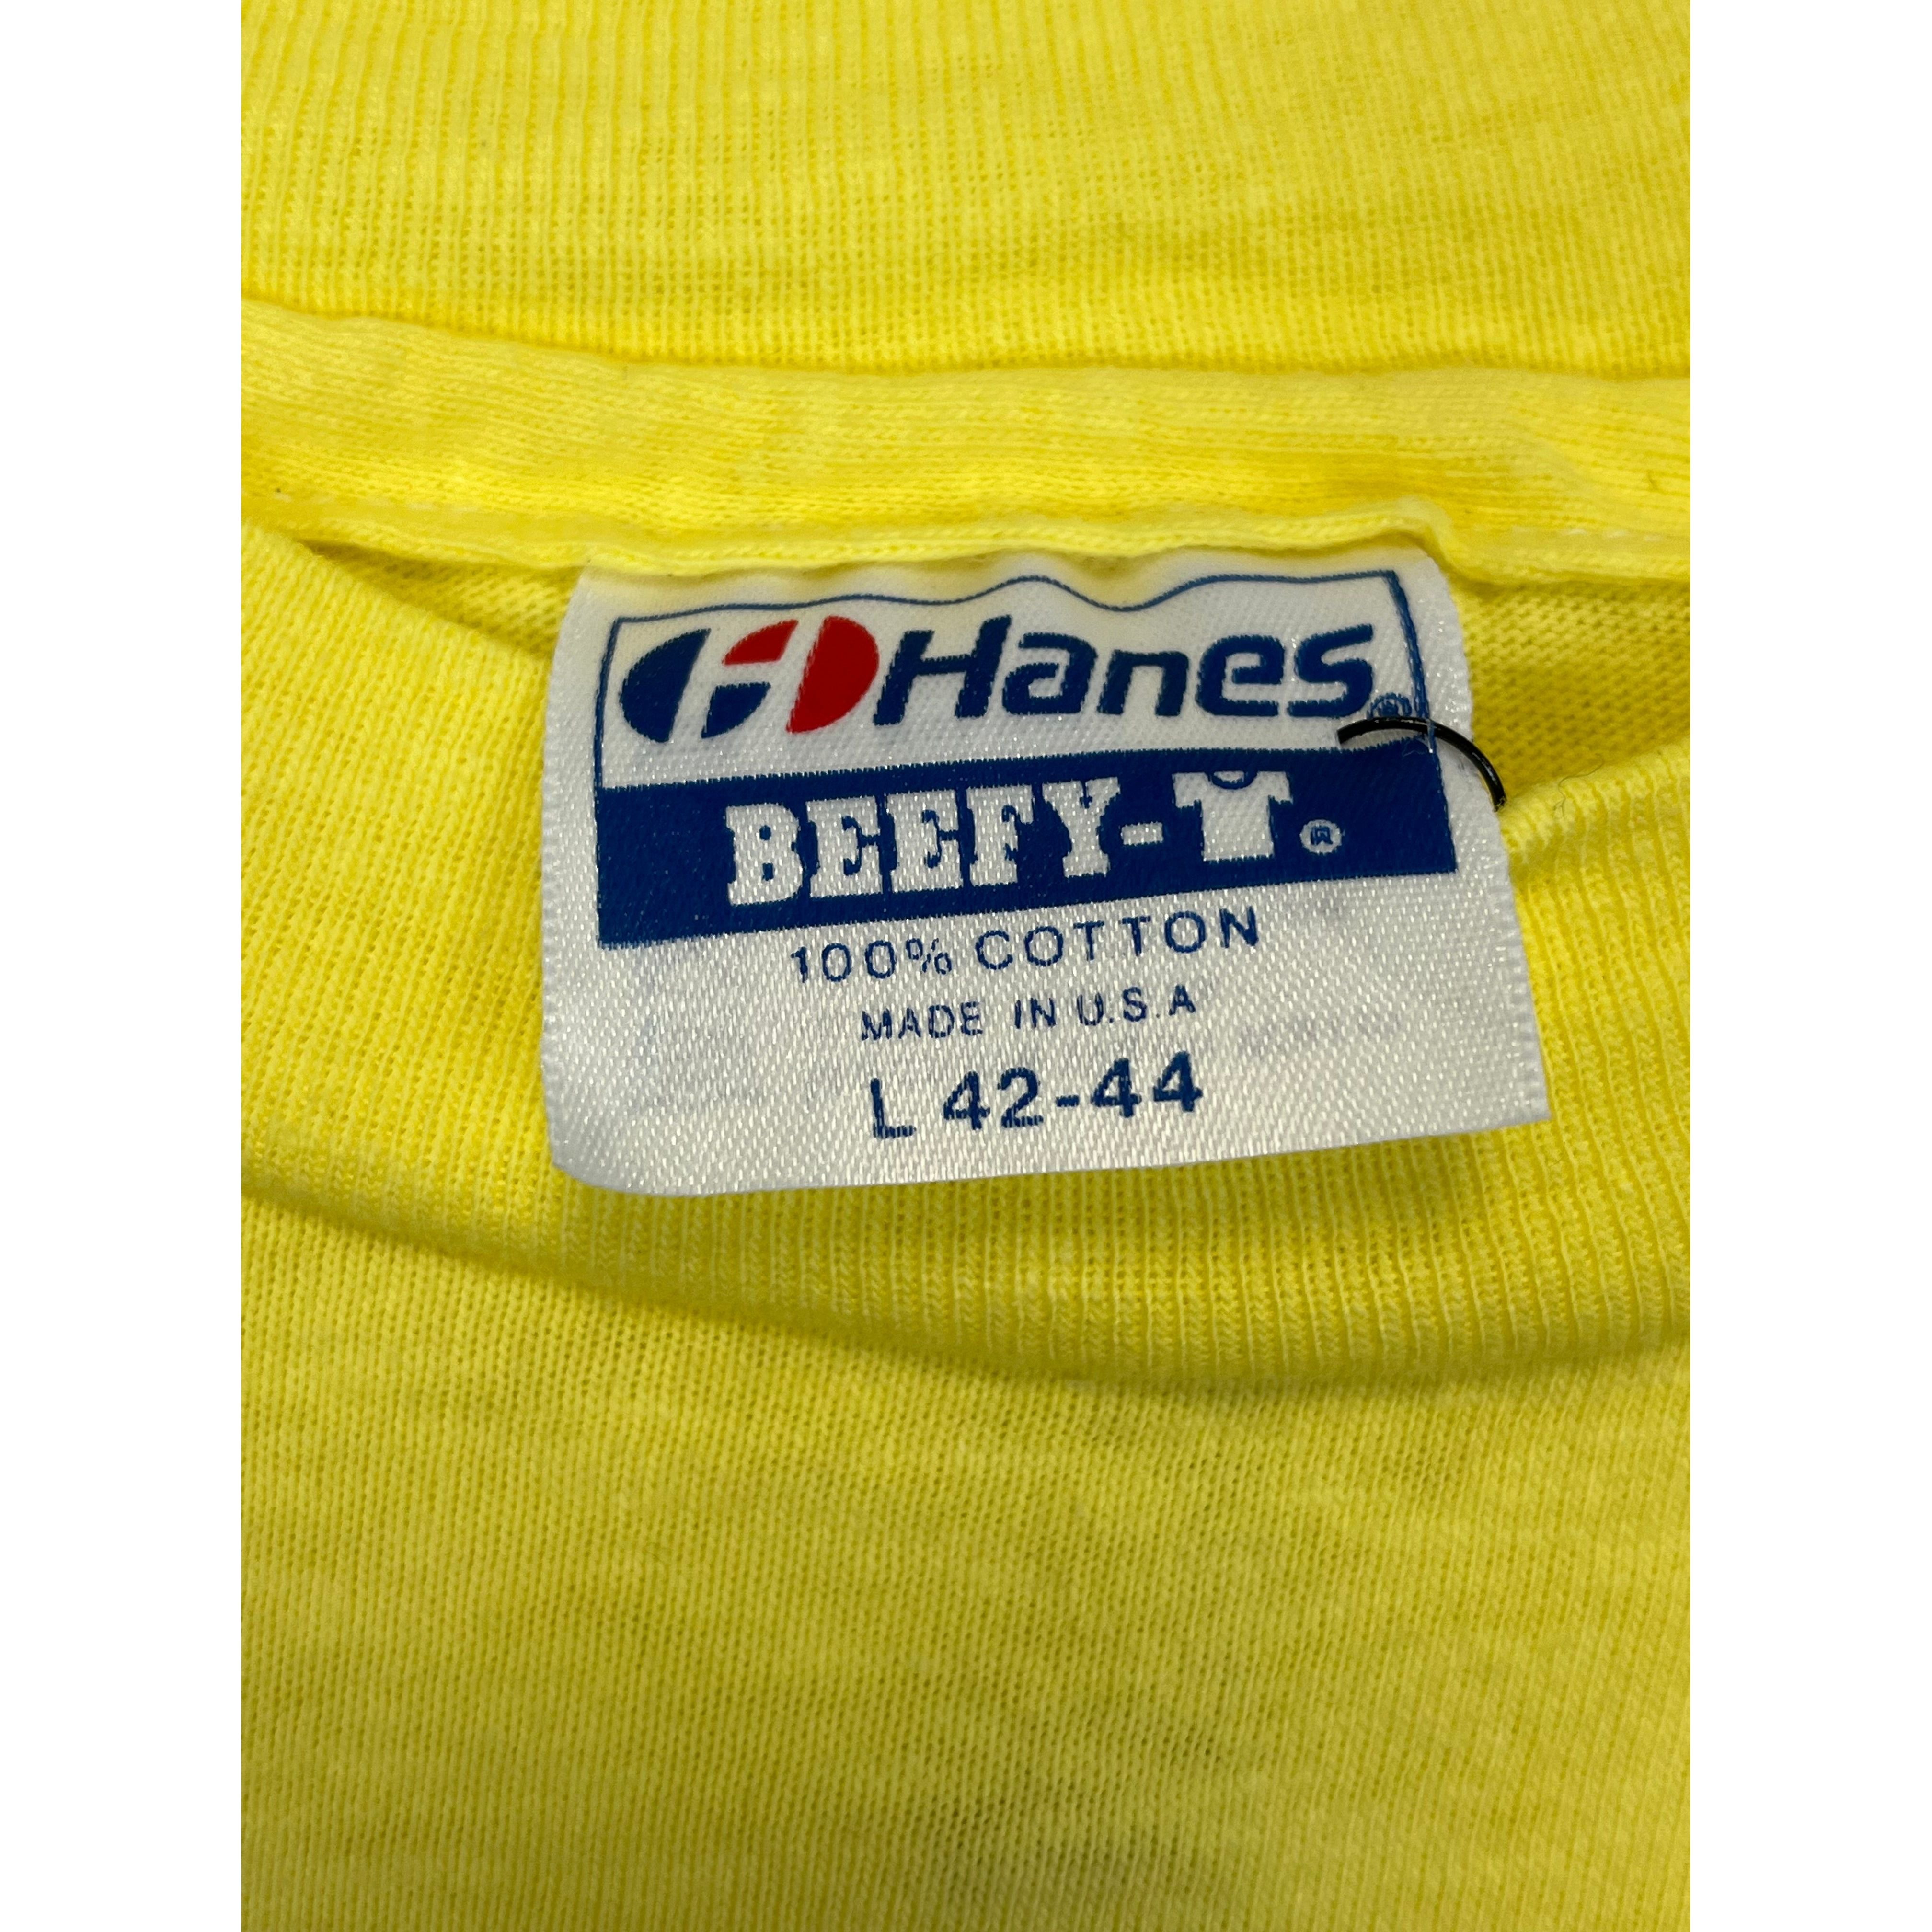 Hanes®
BEEFY-T®
100% COTTON
MADE IN U.S.A
L 42-44